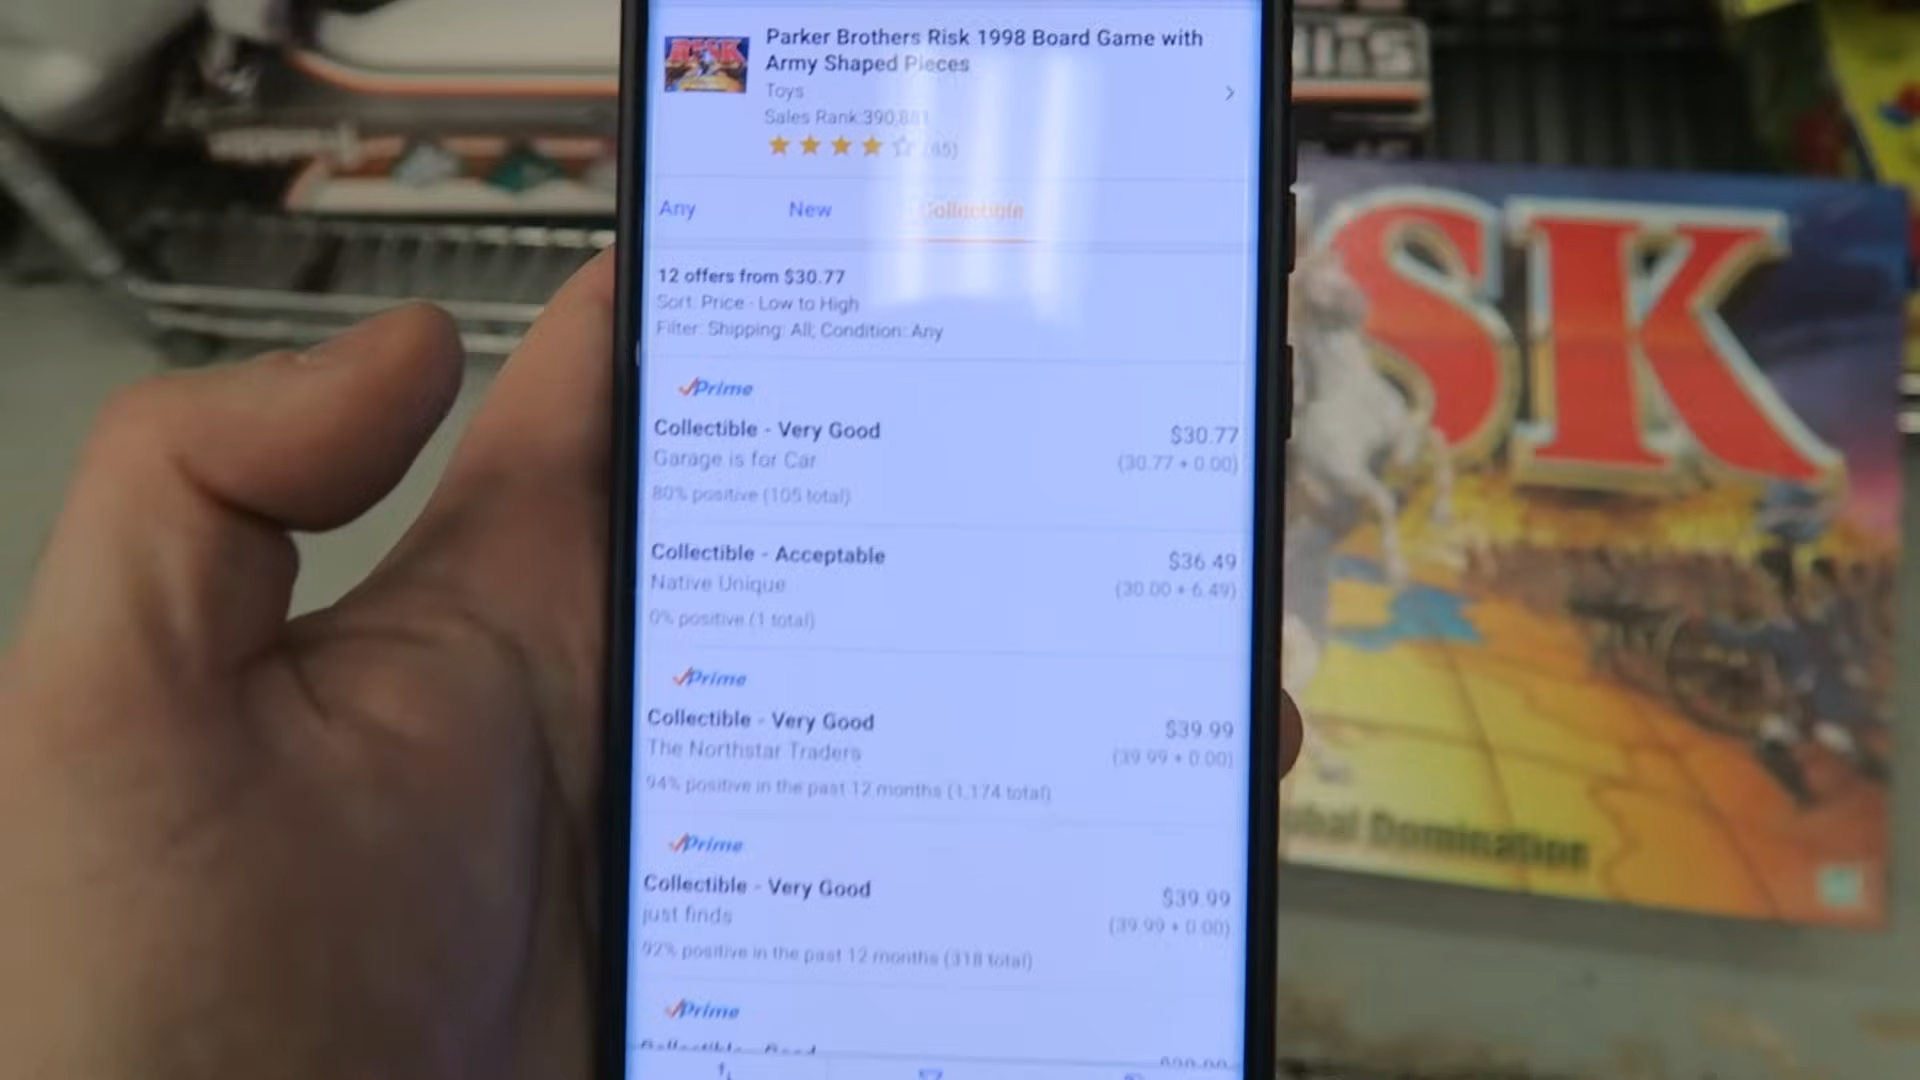 Parker Brothers Risk 1998 Board Game with
Army Shaped Pieces
Toys
Sales Rank:
Any New Collectible
12 offers from $30.77
Sort: Price - Low to High
Filter: Shipping: All; Condition: Any
Prime
Collectible - Very Good $30.77
Garage is for Car (30.77 + 0.00)
80% positive (105 total)
Collectible - Acceptable $36.49
Native Unique (30.00 + 6.49)
0% positive (1 total)
Prime
Collectible - Very Good $39.99
The Northstar Traders (39.99 + 0.00)
94% positive in the past 12 months (1,174 total)
Prime
Collectible - Very Good $39.99
just finds (39.99 + 0.00)
92% positive in the past 12 months (318 total)
Prime
SK
Domination